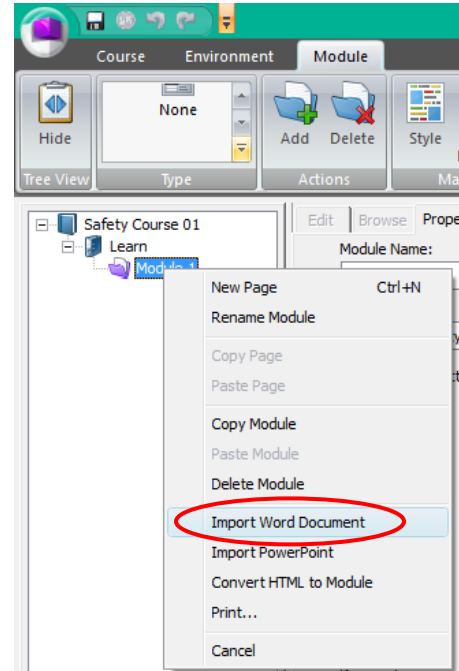 Course Environment Module
Hide
None
Add Delete
Style
Tree View Type Actions
Safety Course 01
Learn
Module 1
Edit Browse
Module Name:
New Page Ctrl+N
Rename Module
Copy Page
Paste Page
Copy Module
Paste Module
Delete Module
Import Word Document
Import PowerPoint
Convert HTML to Module
Print...
Cancel